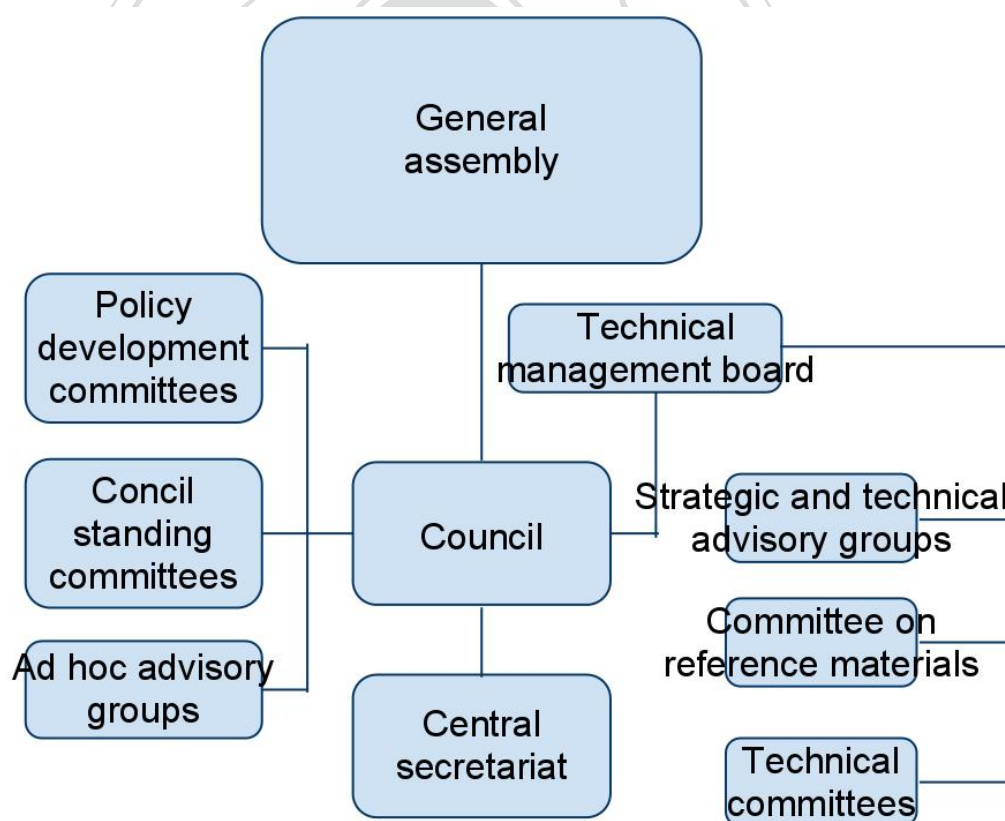 General
assembly
Policy
development
committees
Technical
management board
Concil
standing
committees
Council
Strategic and technical
advisory groups
Ad hoc advisory
groups
Committee on
reference materials
Central
secretariat
Technical
committees